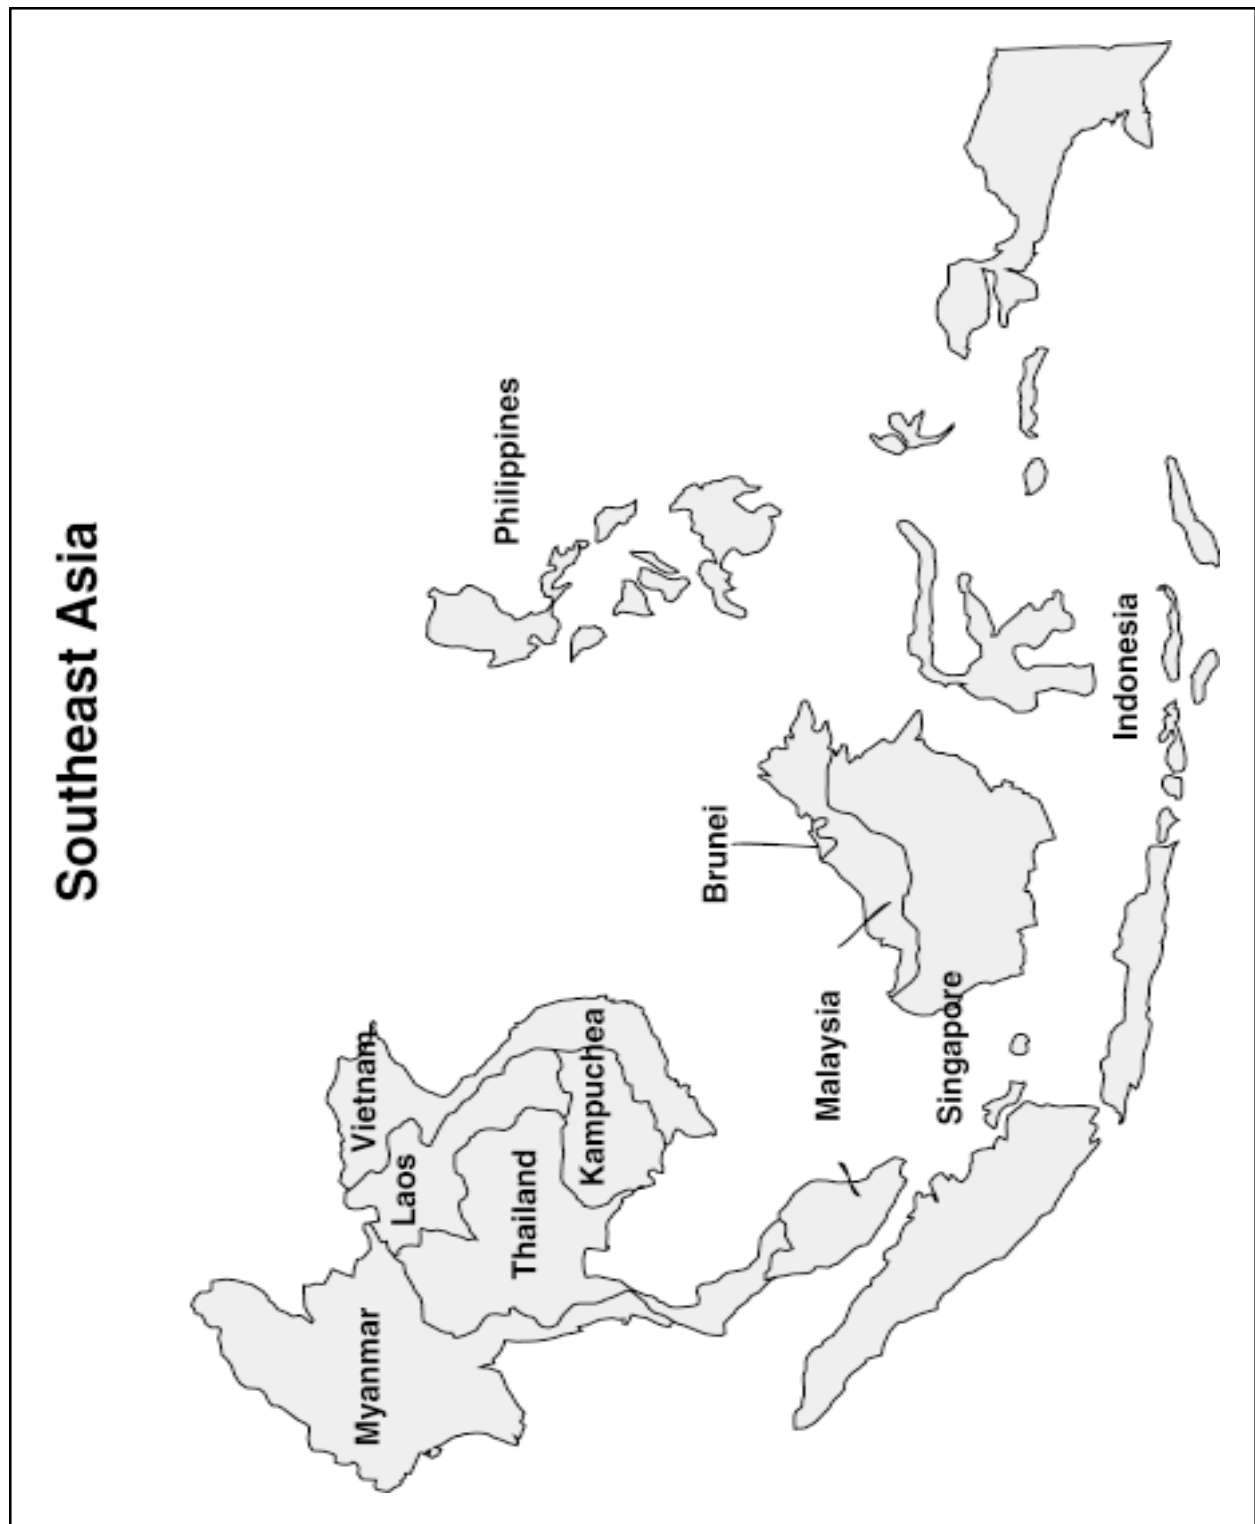 Southeast Asia
Myanmar
Vietnam
Laos
Thailand
Kampuchea
Philippines
Brunei
Malaysia
Singapore
Indonesia